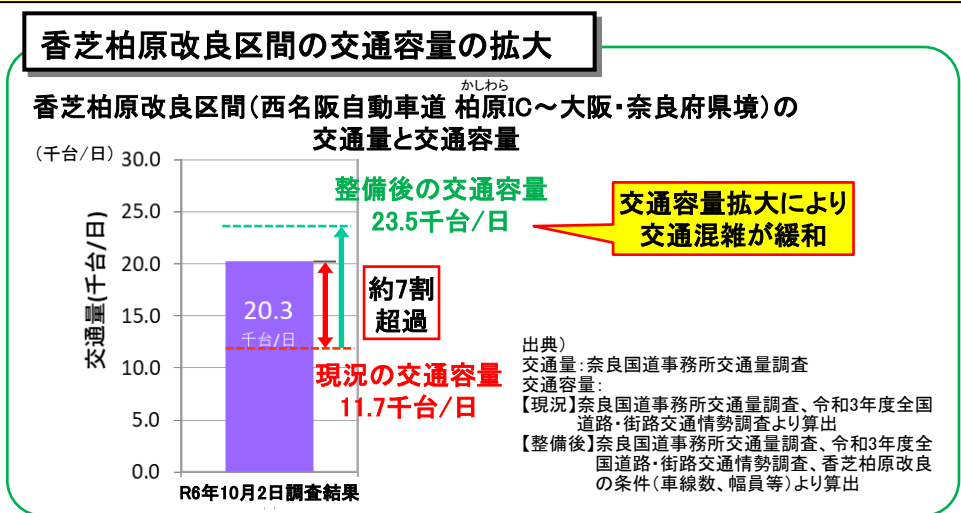 香芝柏原改良区間の交通容量の拡大
かしわら
香芝柏原改良区間(西名阪自動車道 柏原IC~大阪・奈良府県境)の
交通量と交通容量
(千台/日)
30.0
25.0
20.0
15.0
10.0
5.0
0.0
交通量(千台/日)
整備後の交通容量
23.5千台/日
交通容量拡大により
交通混雑が緩和
20.3
千台/日
約7割
超過
現況の交通容量
11.7千台/日
R6年10月2日調査結果
出典)
交通量:奈良国道事務所交通量調査
交通容量:
【現況】奈良国道事務所交通量調査、令和3年度全国
道路・街路交通情勢調査より算出
【整備後】奈良国道事務所交通量調査、令和3年度全
国道路・街路交通情勢調査、香芝柏原改良
の条件(車線数、幅員等)より算出